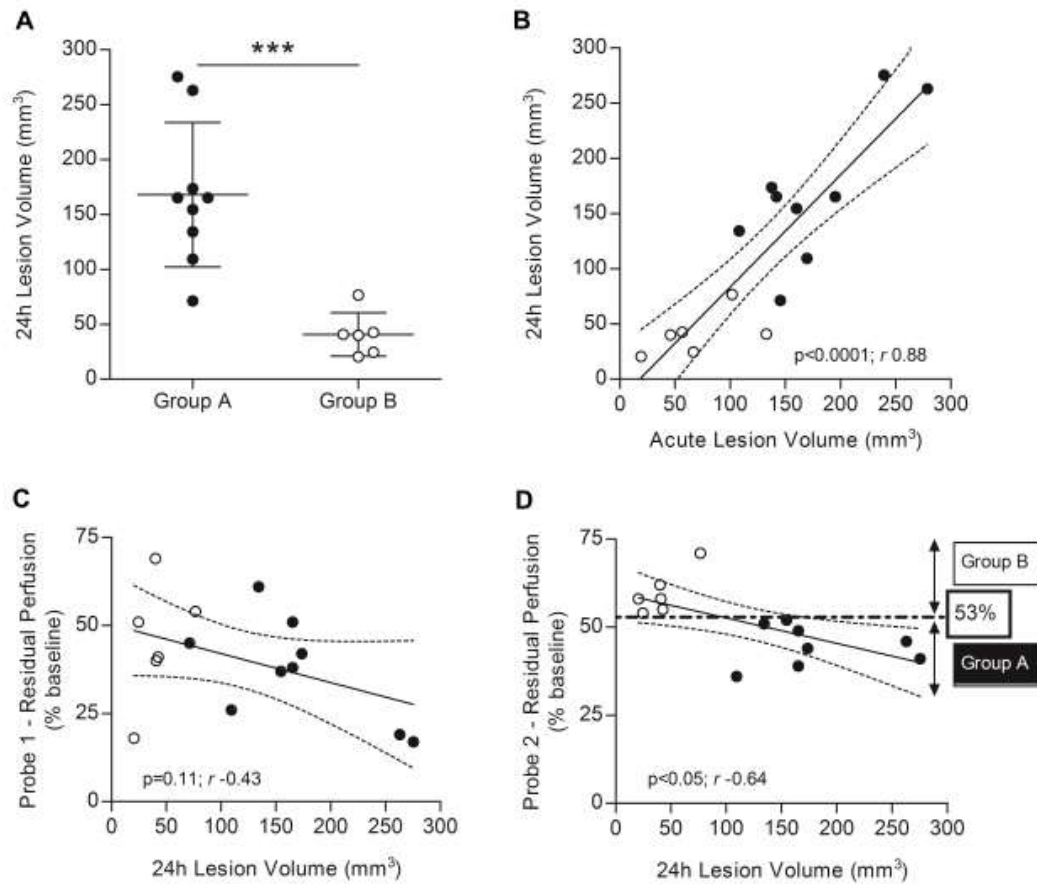 A
***
24h Lesion Volume (mm³)
300
250
200
150
100
50
0
Group A
Group B
B
24h Lesion Volume (mm³)
300
250
200
150
100
50
0
p<0.0001; r 0.88
0
50
100
150
200
250
300
Acute Lesion Volume (mm³)
C
Probe 1 - Residual Perfusion
(% baseline)
75
50
25
0
p=0.11; r -0.43
0
50
100
150
200
250
300
24h Lesion Volume (mm³)
D
Probe 2 - Residual Perfusion
(% baseline)
75
50
25
0
Group B
53%
Group A
p<0.05; r -0.64
0
50
100
150
200
250
300
24h Lesion Volume (mm³)